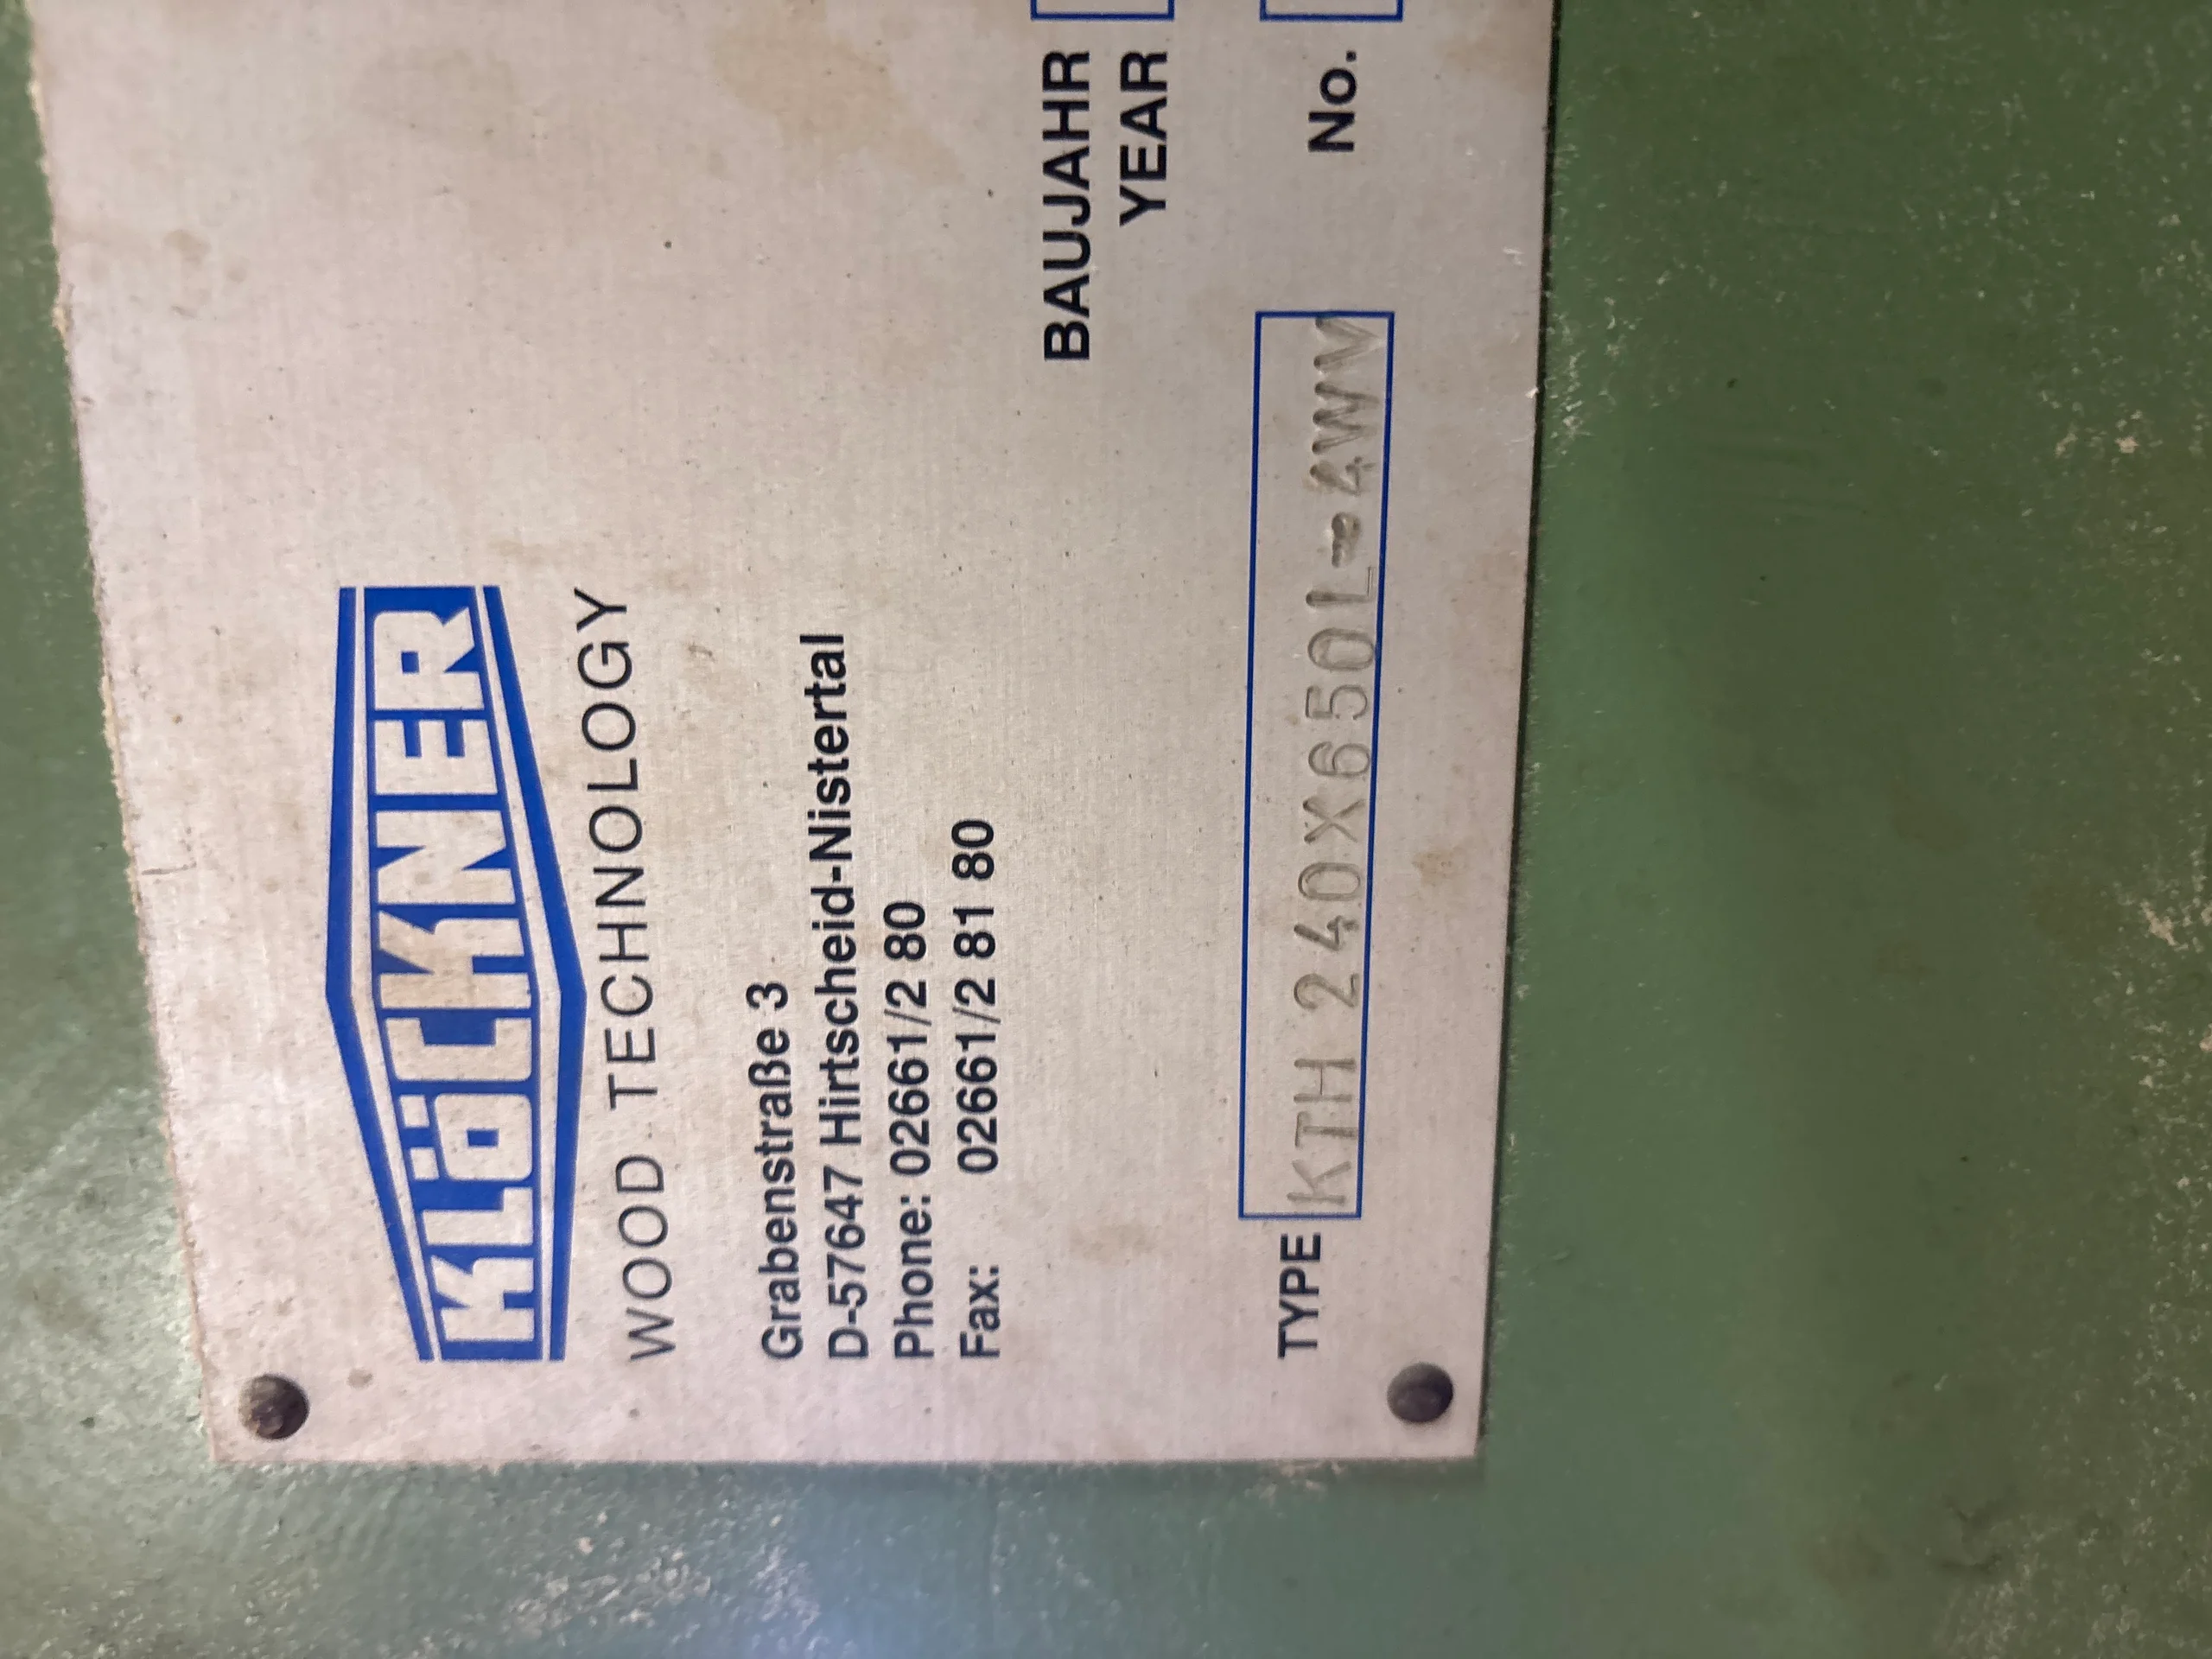 KLÖCKNER
WOOD TECHNOLOGY
Grabenstraße 3
D-57647 Hirtscheid-Nistertal
Phone: 02661/2 80
Fax: 02661/2 81 80
BAUJAHR
YEAR
TYPE KTH 240X650L-4WV No.